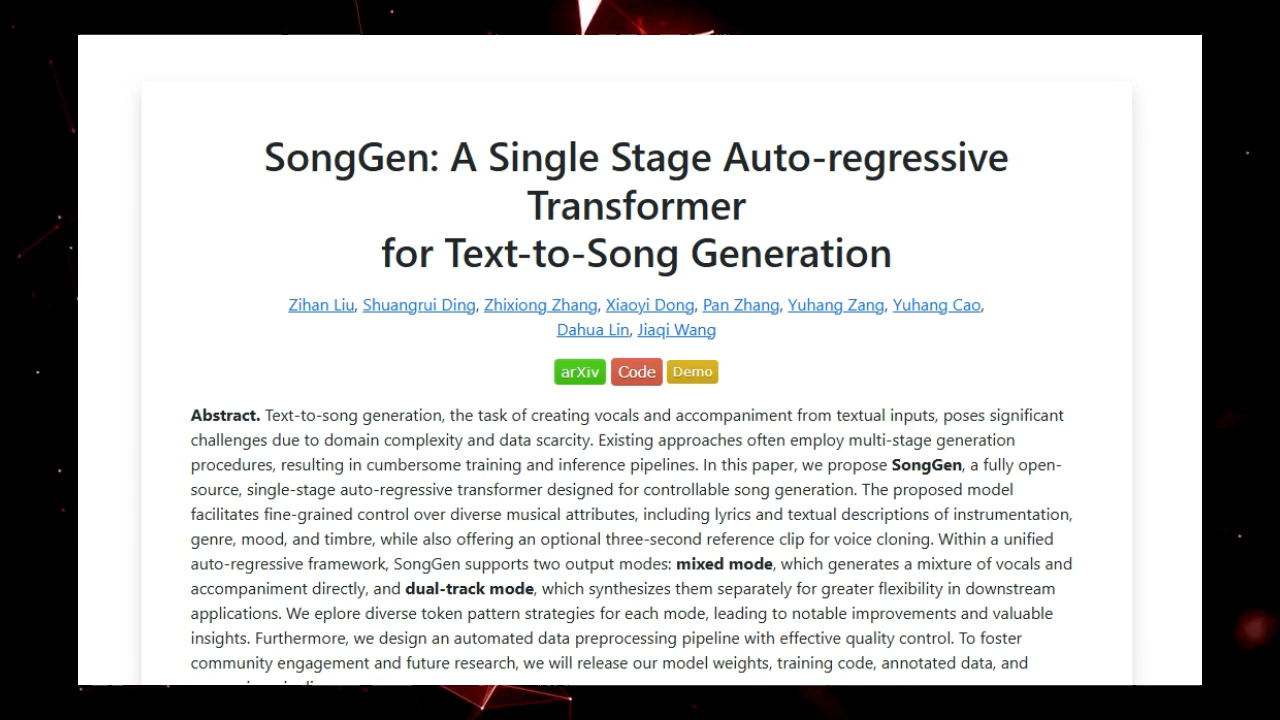 SongGen: A Single Stage Auto-regressive
Transformer
for Text-to-Song Generation
Zihan Liu, Shuangrui Ding, Zhixiong Zhang, Xiaoyi Dong, Pan Zhang, Yuhang Zang, Yuhang Cao,
Dahua Lin, Jiaqi Wang
arXiv Code Demo
Abstract. Text-to-song generation, the task of creating vocals and accompaniment from textual inputs, poses significant
challenges due to domain complexity and data scarcity. Existing approaches often employ multi-stage generation
procedures, resulting in cumbersome training and inference pipelines. In this paper, we propose SongGen, a fully open-
source, single-stage auto-regressive transformer designed for controllable song generation. The proposed model
facilitates fine-grained control over diverse musical attributes, including lyrics and textual descriptions of instrumentation,
genre, mood, and timbre, while also offering an optional three-second reference clip for voice cloning. Within a unified
auto-regressive framework, SongGen supports two output modes: mixed mode, which generates a mixture of vocals and
accompaniment directly, and dual-track mode, which synthesizes them separately for greater flexibility in downstream
applications. We eplore diverse token pattern strategies for each mode, leading to notable improvements and valuable
insights. Furthermore, we design an automated data preprocessing pipeline with effective quality control. To foster
community engagement and future research, we will release our model weights, training code, annotated data, and